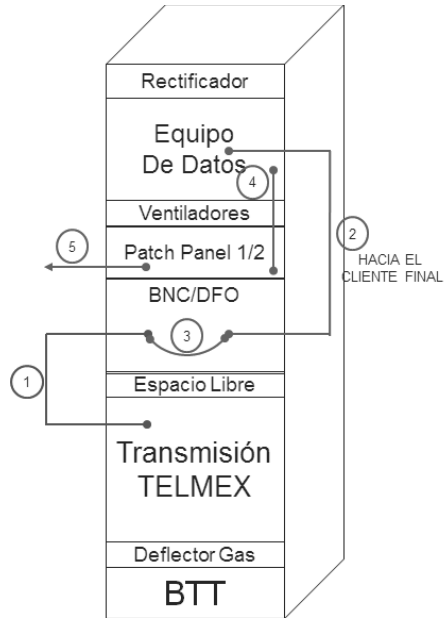 Rectificador
Equipo
De Datos
4
Ventiladores
5
Patch Panel 1/2
2
HACIA EL
CLIENTE FINAL
BNC/DFO
3
1
Espacio Libre
Transmisión
TELMEX
Deflector Gas
BTT